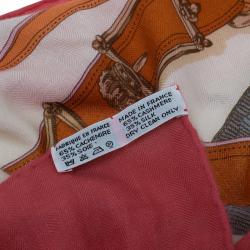 FABRIQUE EN FRANCE
65% CACHEMIRE
35% SOIE
MADE IN FRANCE
65% CASHMERE
35% SILK
DRY CLEAN ONLY